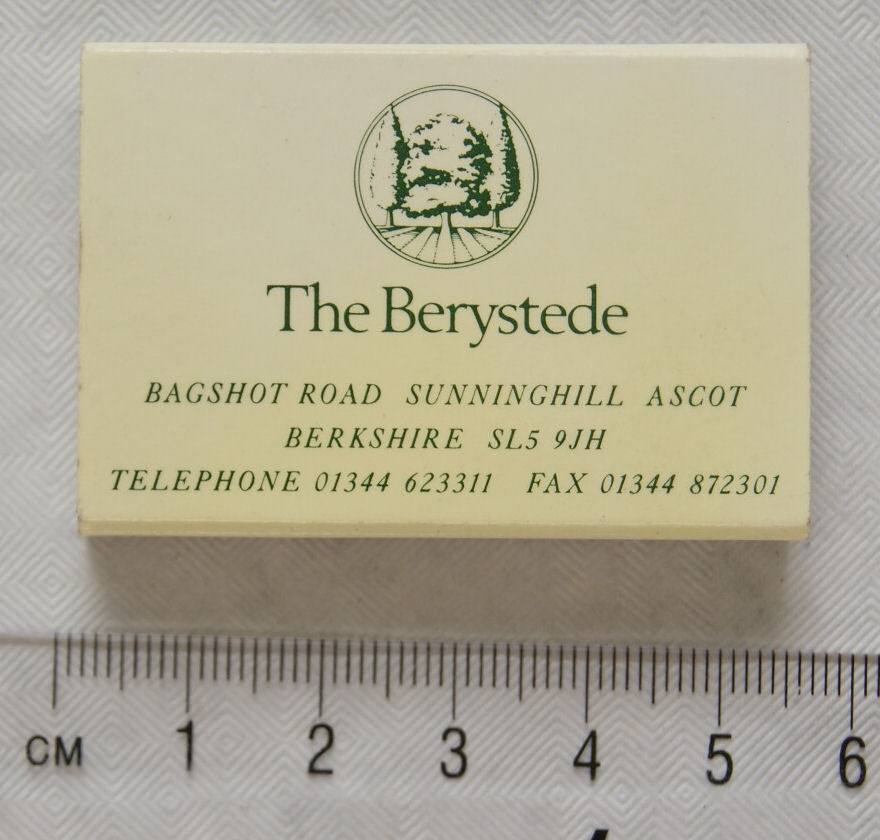 The Berystede
BAGSHOT ROAD SUNNINGHILL ASCOT
BERKSHIRE SL5 9JH
TELEPHONE 01344 623311 FAX 01344 872301
CM 1 2 3 4 5 6